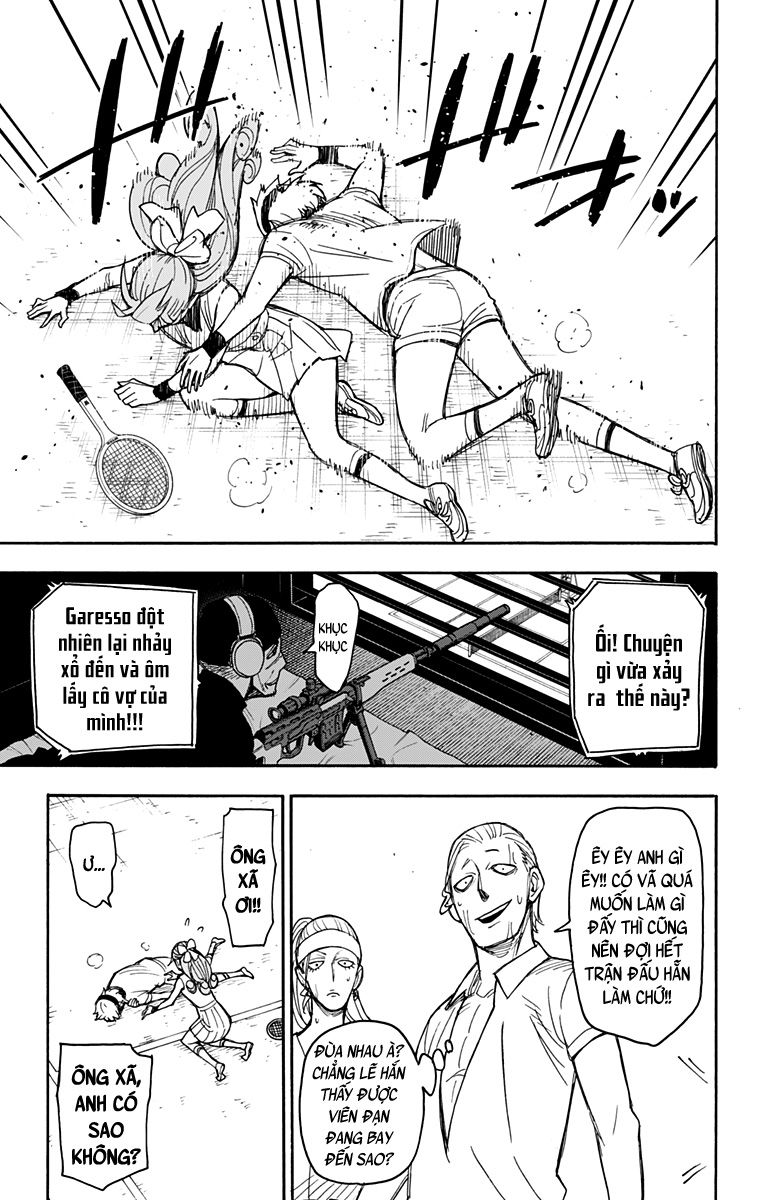 Ối! Chuyện
gì vừa xảy
ra thế này?
KHỤC
KHỤC
Garesso đột
nhiên lại nhảy
xổ đến và ôm
lấy cô vợ của
mình!!!
ÊY ÊY ANH GÌ
ÊY!! CÓ VÃ QUÁ
MUỐN LÀM GÌ
ĐẤY THÌ CŨNG
NÊN ĐỢI HẾT
TRẬN ĐẤU HẴN
LÀM CHỨ!!
ĐÙA NHAU À?
CHẲNG LẼ HẮN
THẤY ĐƯỢC
VIÊN ĐẠN
ĐANG BAY
ĐẾN SAO?
ÔNG
XÃ
ƠI!!
Ư...
ÔNG XÃ,
ANH CÓ
SAO
KHÔNG?